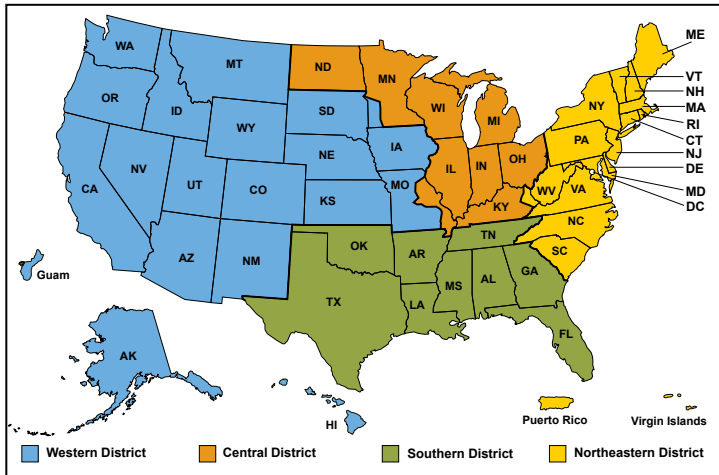 ME
WA
MT
ND
MN
VT
NH
OR
ID
WI
NY
MA
SD
MI
RI
WY
CT
PA
NJ
IA
NE
OH
DE
NV
IL
IN
WV
VA
MD
UT
CO
MO
CA
KS
KY
DC
NC
TN
OK
AR
SC
AZ
NM
Guam
MS
AL
GA
TX
LA
FL
AK
HI
Puerto Rico
Virgin Islands
Western District
Central District
Southern District
Northeastern District